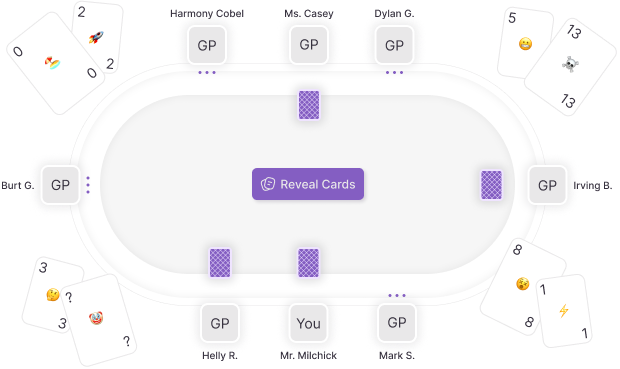 Harmony Cobel
Ms. Casey
Dylan G.
2
5
GP
GP
GP
13
0
0
2
13
Reveal Cards
Burt G.
GP
GP
Irving B.
8
3
?
1
3
8
GP
You
GP
1
?
Helly R.
Mr. Milchick
Mark S.